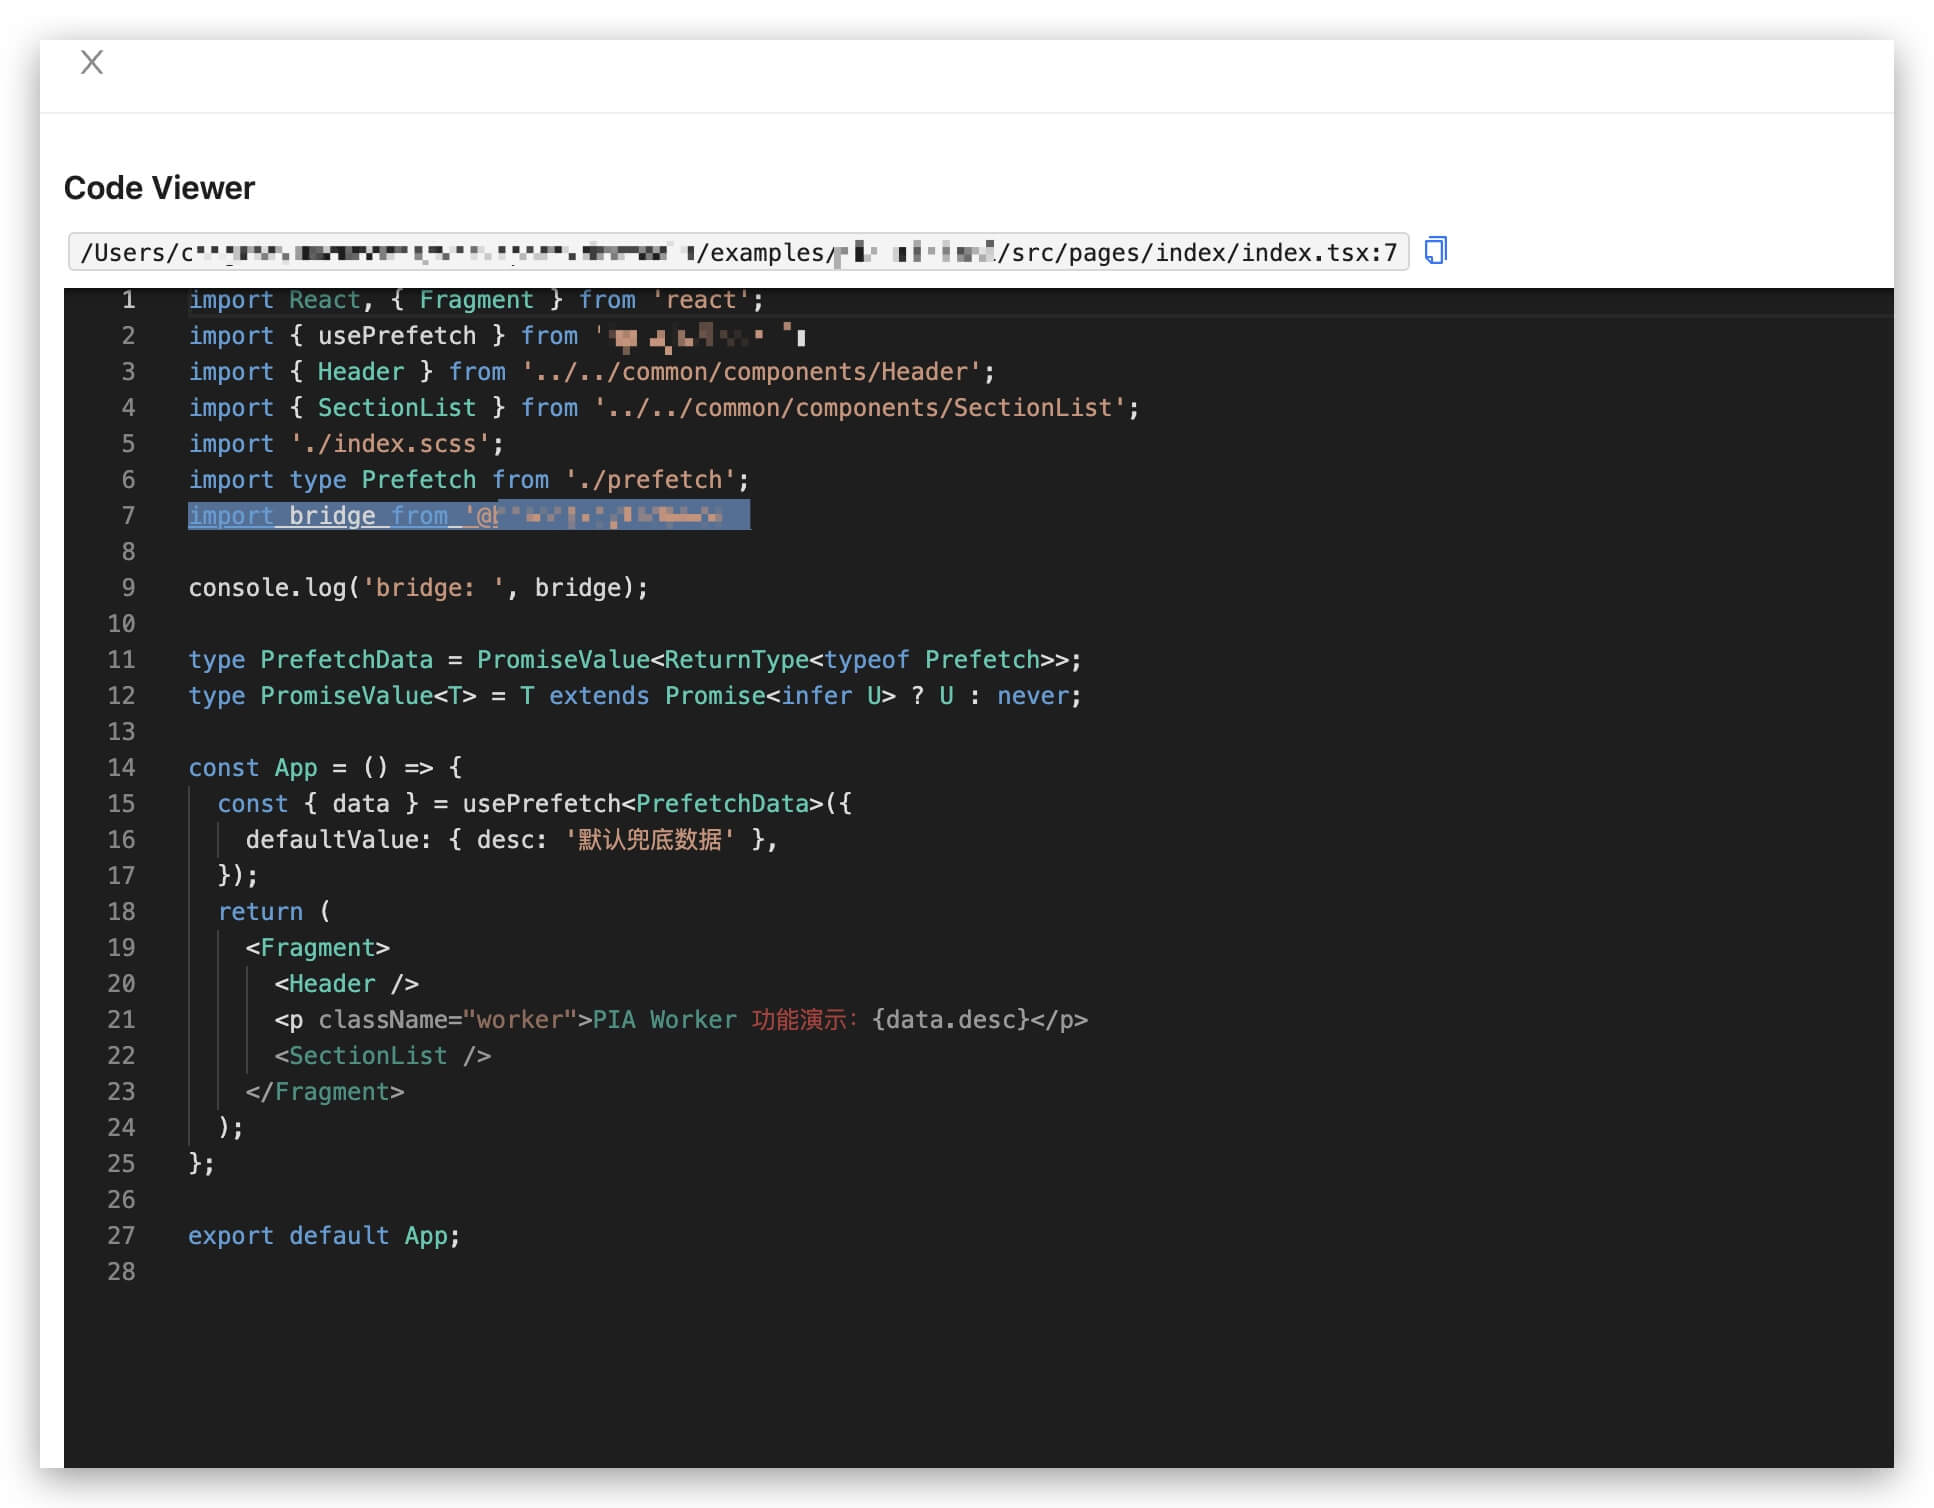 Code Viewer
/Users/c /examples/ /src/pages/index/index.tsx:7
1 import React, { Fragment } from 'react';
2 import { usePrefetch } from '
3 import { Header } from '../../common/components/Header';
4 import { SectionList } from '../../common/components/SectionList';
5 import './index.scss';
6 import type Prefetch from './prefetch';
7 import bridge from '@
8
9 console.log('bridge: ', bridge);
10
11 type PrefetchData = PromiseValue<ReturnType<typeof Prefetch>>;
12 type PromiseValue<T> = T extends Promise<infer U> ? U : never;
13
14 const App = () => {
15 const { data } = usePrefetch<PrefetchData>({
16 defaultValue: { desc: '默认兜底数据' },
17 });
18 return (
19 <Fragment>
20 <Header />
21 <p className="worker">PIA Worker 功能演示：{data.desc}</p>
22 <SectionList />
23 </Fragment>
24 );
25 };
26
27 export default App;
28